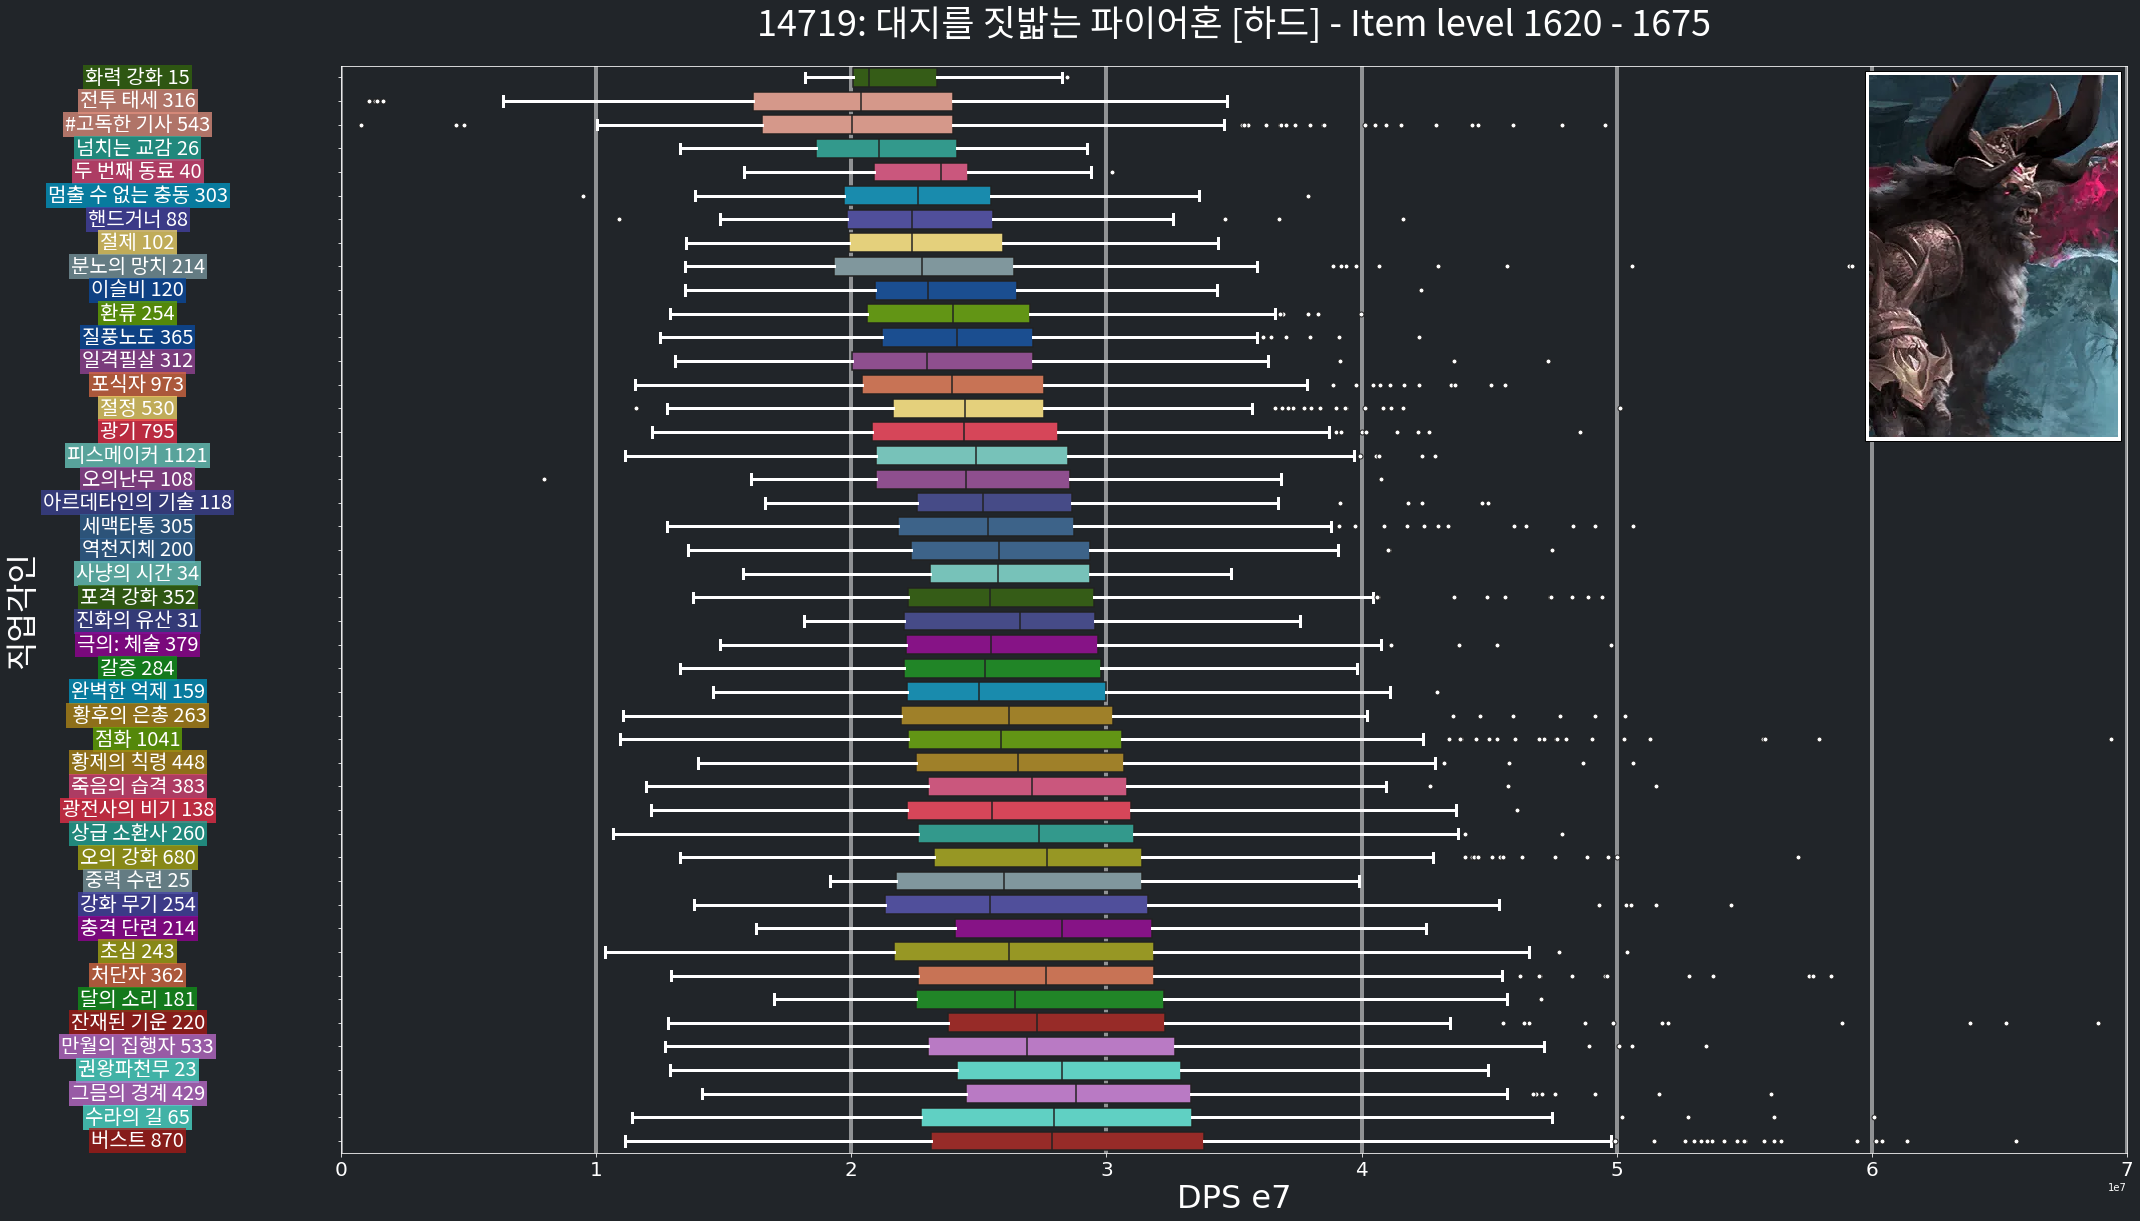 14719: 대지를 짓밟는 파이어혼 [하드] - Item level 1620 - 1675
직업각인
화력 강화 15
전투 태세 316
#고독한 기사 543
넘치는 교감 26
두 번째 동료 40
멈출 수 없는 충동 303
핸드거너 88
절제 102
분노의 망치 214
이슬비 120
환류 254
질풍노도 365
일격필살 312
포식자 973
절정 530
광기 795
피스메이커 1121
오의난무 108
아르데타인의 기술 118
세맥타통 305
역천지체 200
사냥의 시간 34
포격 강화 352
진화의 유산 31
극의: 체술 379
갈증 284
완벽한 억제 159
황후의 은총 263
점화 1041
황제의 칙령 448
죽음의 습격 383
광전사의 비기 138
상급 소환사 260
오의 강화 680
중력 수련 25
강화 무기 254
충격 단련 214
초심 243
처단자 362
달의 소리 181
잔재된 기운 220
만월의 집행자 533
권왕파천무 23
그믐의 경계 429
수라의 길 65
버스트 870
0 1 2 3 4 5 6 7
1e7
DPS e7